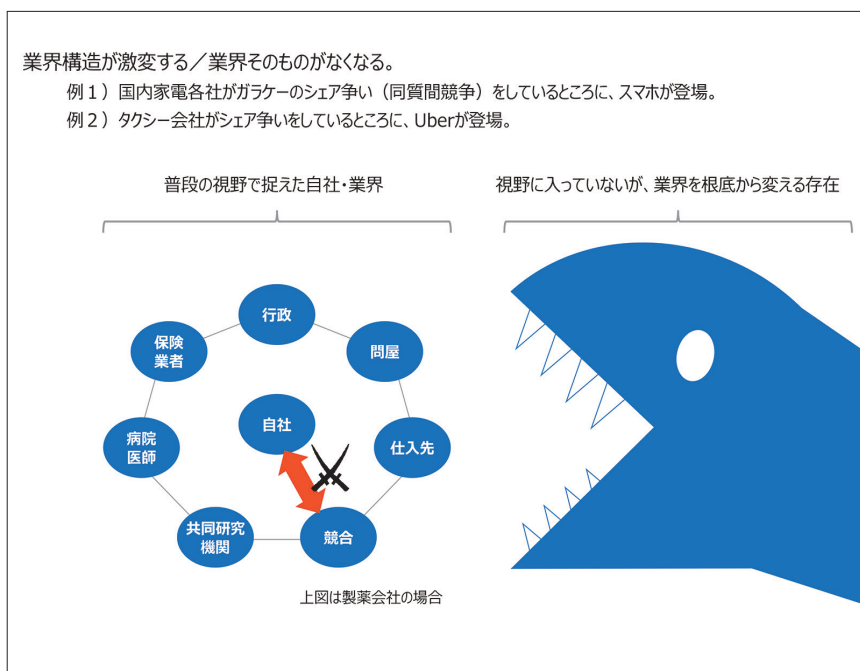 業界構造が激変する／業界そのものがなくなる。
例１）国内家電各社がガラケーのシェア争い（同質間競争）をしているところに、スマホが登場。
例２）タクシー会社がシェア争いをしているところに、Uberが登場。
普段の視野で捉えた自社・業界
視野に入っていないが、業界を根底から変える存在
行政
保険
業者
問屋
自社
病院
医師
仕入先
共同研究
機関
競合
上図は製薬会社の場合